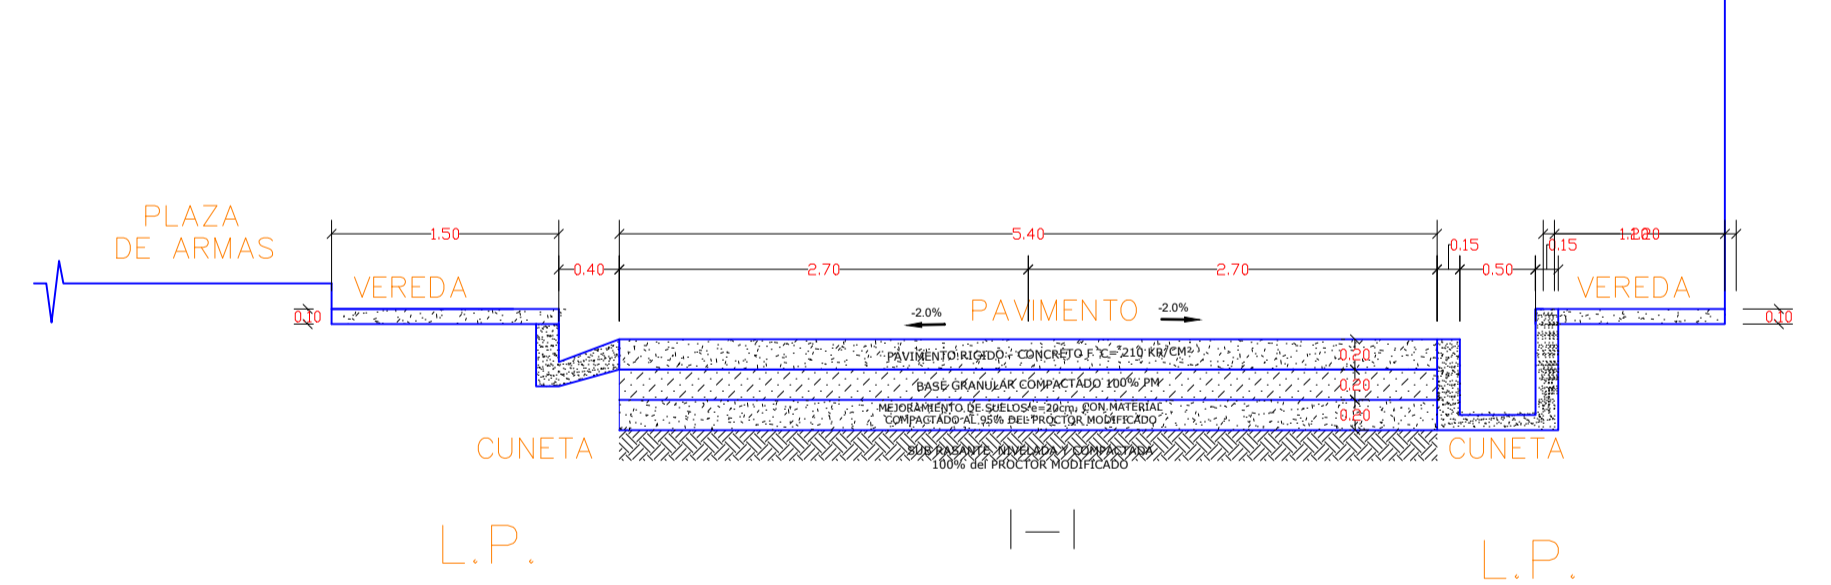 PLAZA
DE ARMAS
1.50
5.40
0.15
0.15
1.20
0.40
2.70
2.70
0.50
VEREDA
VEREDA
0.10
-2.0%
PAVIMENTO
-2.0%
0.10
PAVIMENTO RIGIDO - CONCRETO F´C= 210 KR/CM²
0.20
BASE GRANULAR COMPACTADO 100% PM
0.20
MEJORAMIENTO DE SUELOS e=20cm, CON MATERIAL
COMPACTADO AL 95% DEL PROCTOR MODIFICADO
0.20
CUNETA
SUB RASANTE NIVELADA Y COMPACTADA
100% del PROCTOR MODIFICADO
CUNETA
I-I
L.P.
L.P.